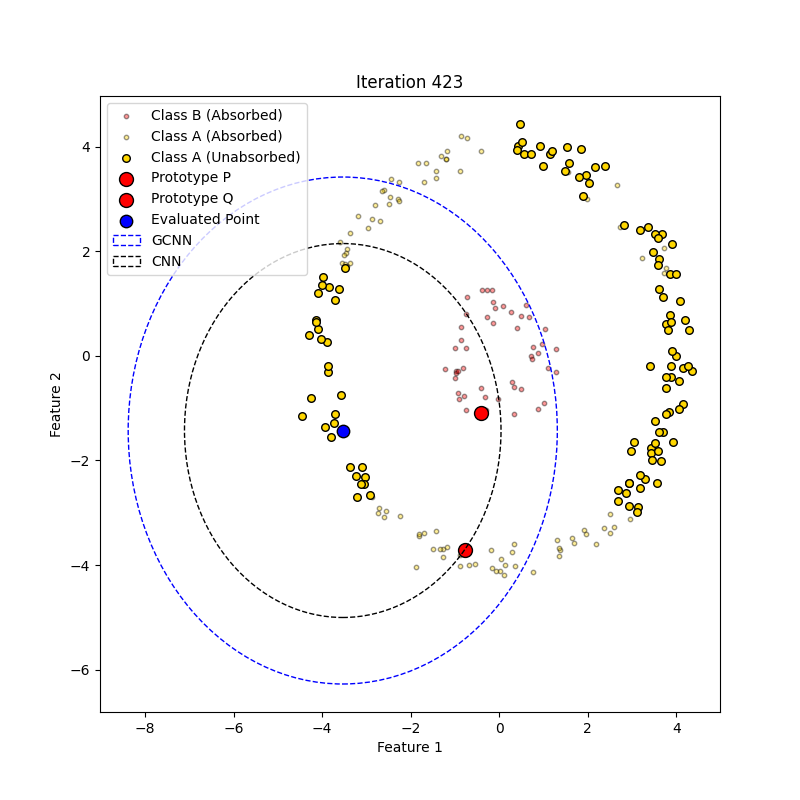 Iteration 423
Class B (Absorbed)
Class A (Absorbed)
Class A (Unabsorbed)
Prototype P
Prototype Q
Evaluated Point
GCNN
CNN
4
2
0
−2
−4
−6
Feature 2
−8
−6
−4
−2
0
2
4
Feature 1